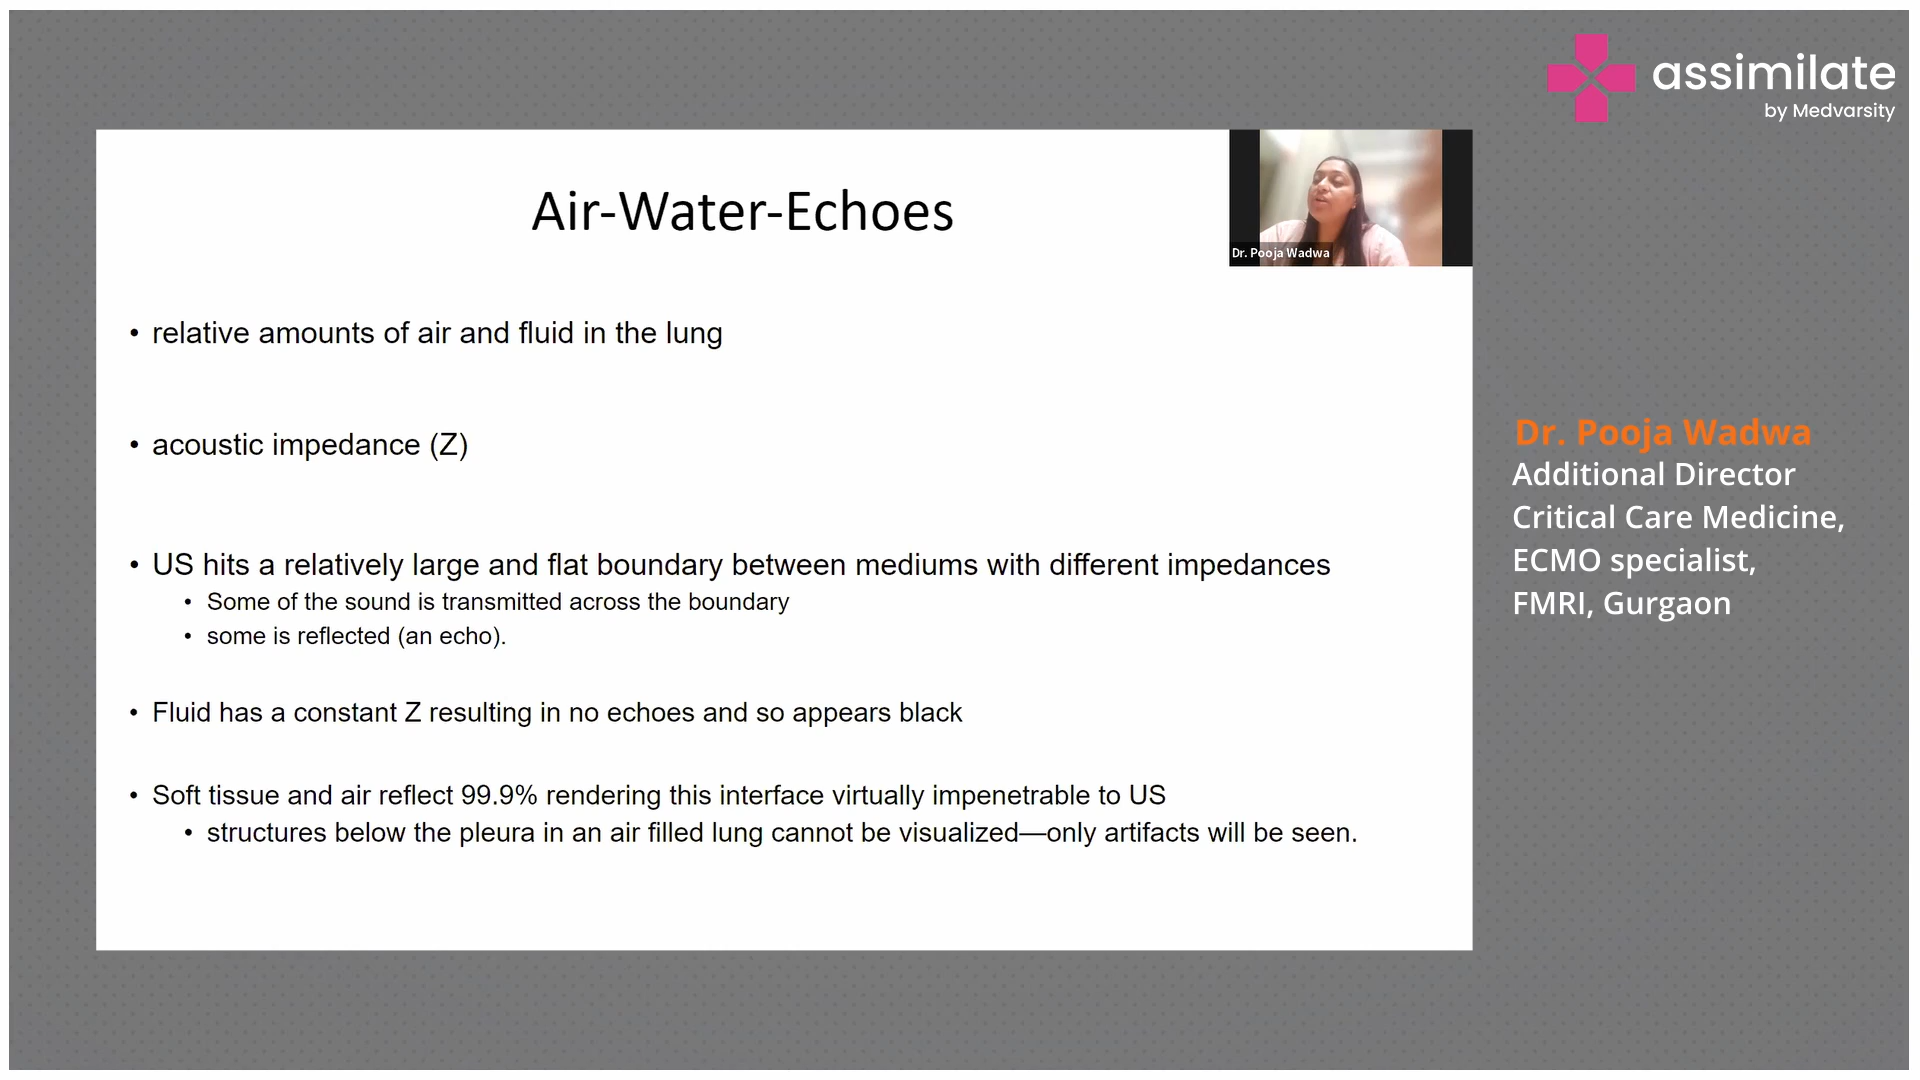 assimilate
by Medvarsity
Air-Water-Echoes
Dr. Pooja Wadwa
• relative amounts of air and fluid in the lung
• acoustic impedance (Z)
• US hits a relatively large and flat boundary between mediums with different impedances
• Some of the sound is transmitted across the boundary
• some is reflected (an echo).
• Fluid has a constant Z resulting in no echoes and so appears black
• Soft tissue and air reflect 99.9% rendering this interface virtually impenetrable to US
• structures below the pleura in an air filled lung cannot be visualized—only artifacts will be seen.
Dr. Pooja Wadwa
Additional Director
Critical Care Medicine,
ECMO specialist,
FMRI, Gurgaon